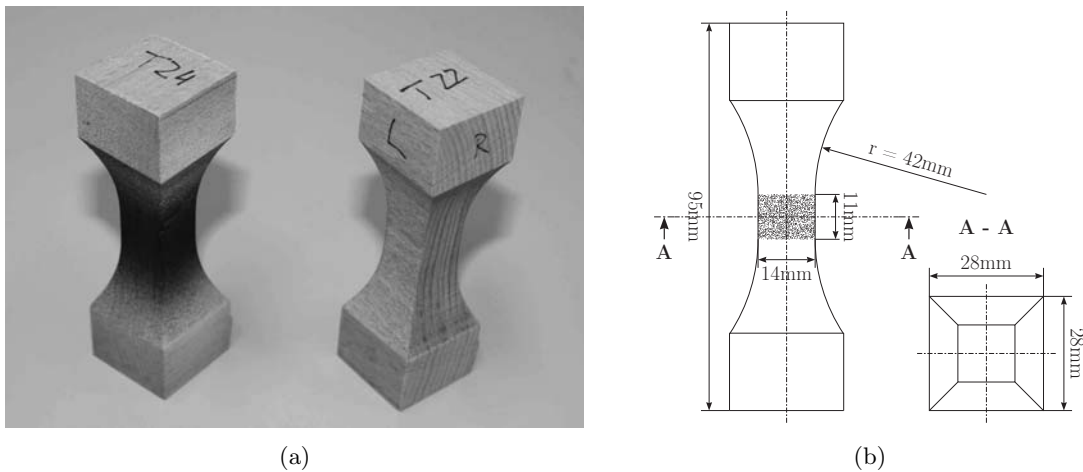 T24
T22
L
R
(a)
95mm
r = 42mm
11mm
14mm
A
A
A - A
28mm
28mm
(b)